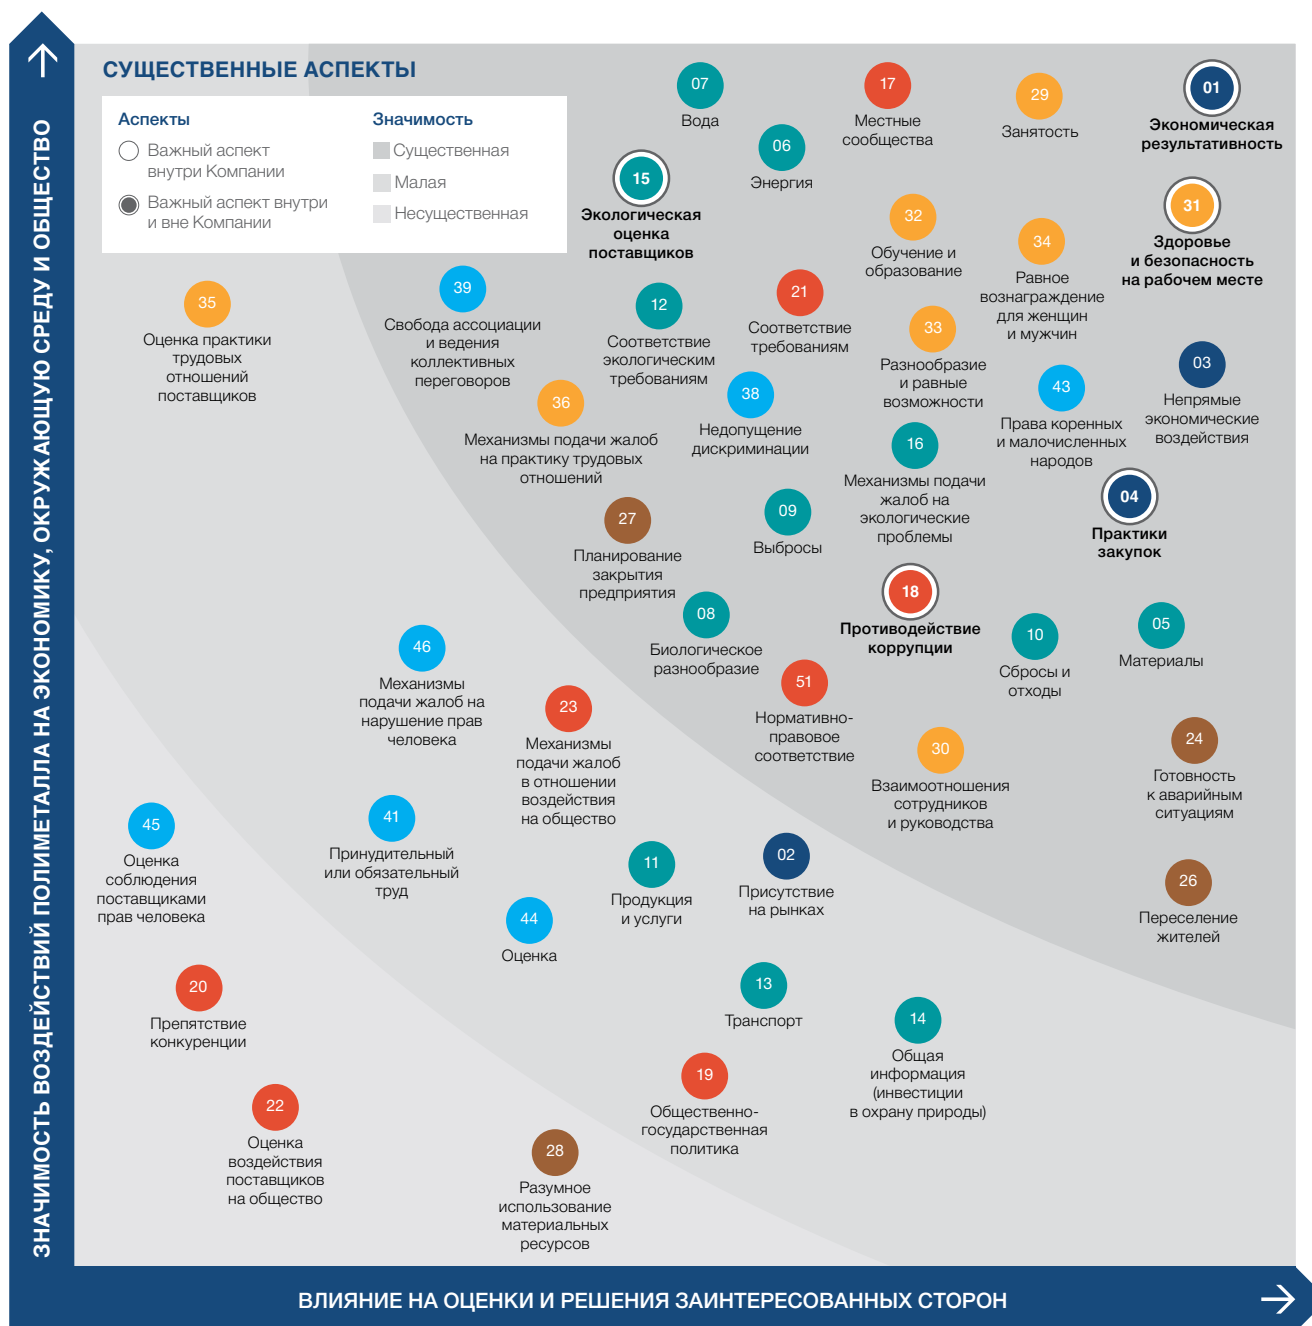 СУЩЕСТВЕННЫЕ АСПЕКТЫ
Аспекты
Важный аспект
внутри Компании
Важный аспект внутри
и вне Компании
Значимость
Существенная
Малая
Несущественная
ЗНАЧИМОСТЬ ВОЗДЕЙСТВИЙ ПОЛИМЕТАЛЛА НА ЭКОНОМИКУ, ОКРУЖАЮЩУЮ СРЕДУ И ОБЩЕСТВО
07
Вода
17
Местные
сообщества
29
Занятость
01
Экономическая
результативность
06
Энергия
15
Экологическая
оценка
поставщиков
32
Обучение и
образование
34
Равное
вознаграждение
для женщин
и мужчин
31
Здоровье
и безопасность
на рабочем месте
35
Оценка практики
трудовых
отношений
поставщиков
39
Свобода ассоциации
и ведения
коллективных
переговоров
12
Соответствие
экологическим
требованиям
21
Соответствие
требованиям
33
Разнообразие
и равные
возможности
03
Непрямые
экономические
воздействия
36
Механизмы подачи жалоб
на практику трудовых
отношений
38
Недопущение
дискриминации
43
Права коренных
и малочисленных
народов
16
Механизмы подачи
жалоб на
экологические
проблемы
04
Практики
закупок
27
Планирование
закрытия
предприятия
09
Выбросы
18
Противодействие
коррупции
08
Биологическое
разнообразие
10
Сбросы и
отходы
05
Материалы
46
Механизмы
подачи жалоб на
нарушение прав
человека
23
Механизмы
подачи жалоб
в отношении
воздействия
на общество
51
Нормативно-
правовое
соответствие
30
Взаимоотношения
сотрудников
и руководства
24
Готовность
к аварийным
ситуациям
45
Оценка
соблюдения
поставщиками
прав человека
41
Принудительный
или обязательный
труд
11
Продукция
и услуги
02
Присутствие
на рынках
26
Переселение
жителей
44
Оценка
20
Препятствие
конкуренции
13
Транспорт
14
Общая
информация
(инвестиции
в охрану природы)
19
Общественно-
государственная
политика
22
Оценка
воздействия
поставщиков
на общество
28
Разумное
использование
материальных
ресурсов
ВЛИЯНИЕ НА ОЦЕНКИ И РЕШЕНИЯ ЗАИНТЕРЕСОВАННЫХ СТОРОН